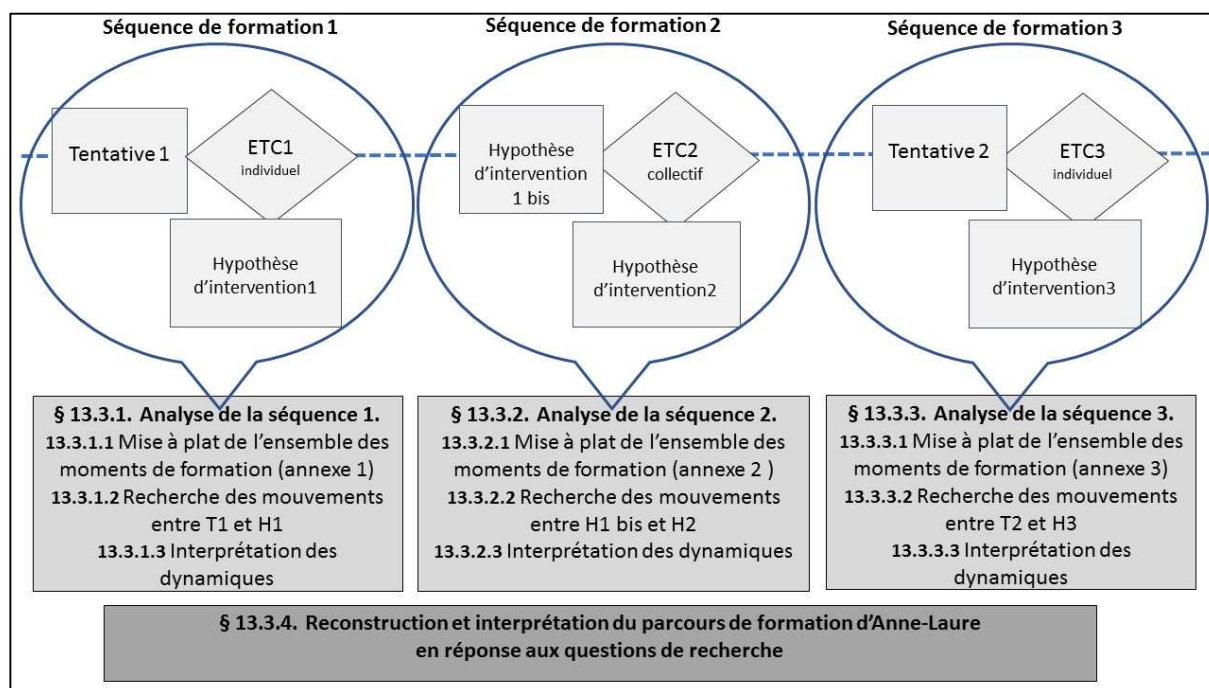 Séquence de formation 1
Tentative 1
ETC1
individuel
Hypothèse
d’intervention1
Séquence de formation 2
Hypothèse
d’intervention
1 bis
ETC2
collectif
Hypothèse
d’intervention2
Séquence de formation 3
Tentative 2
ETC3
individuel
Hypothèse
d’intervention3
§ 13.3.1. Analyse de la séquence 1.
13.3.1.1 Mise à plat de l’ensemble des
moments de formation (annexe 1)
13.3.1.2 Recherche des mouvements
entre T1 et H1
13.3.1.3 Interprétation des
dynamiques
§ 13.3.2. Analyse de la séquence 2.
13.3.2.1 Mise à plat de l’ensemble des
moments de formation (annexe 2 )
13.3.2.2 Recherche des mouvements
entre H1 bis et H2
13.3.2.3 Interprétation des dynamiques
§ 13.3.3. Analyse de la séquence 3.
13.3.3.1 Mise à plat de l’ensemble des
moments de formation (annexe 3)
13.3.3.2 Recherche des mouvements
entre T2 et H3
13.3.3.3 Interprétation des
dynamiques
§ 13.3.4. Reconstruction et interprétation du parcours de formation d’Anne-Laure
en réponse aux questions de recherche